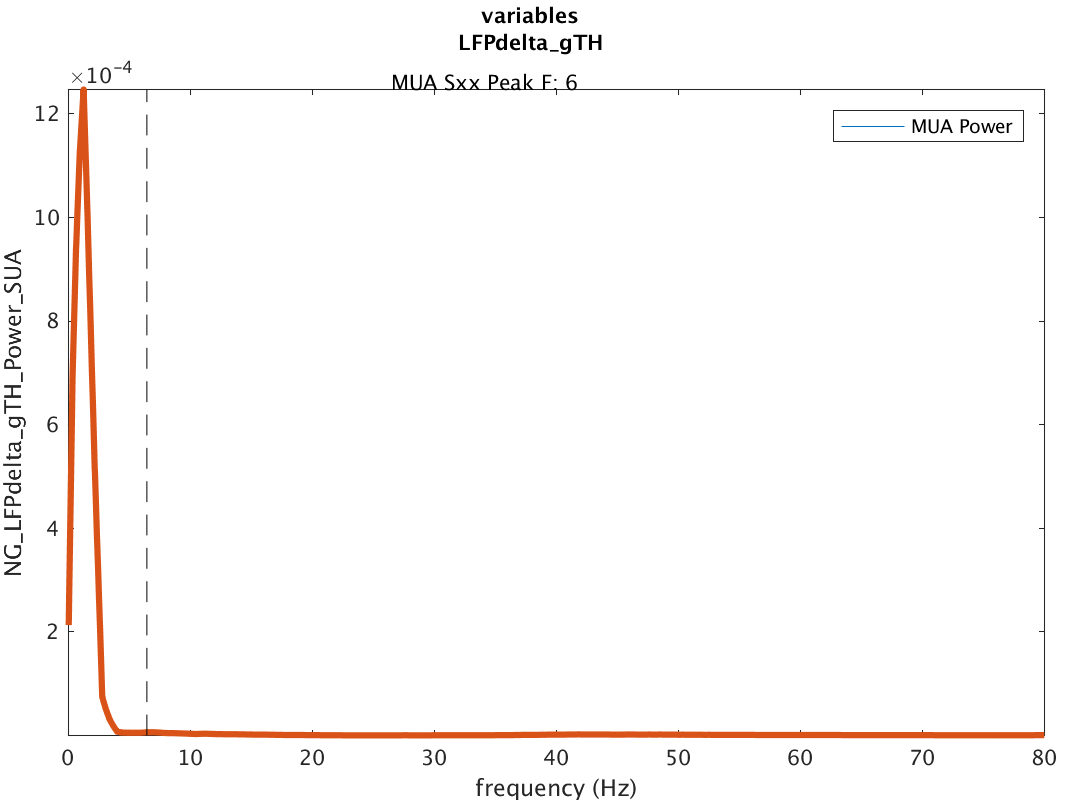 variables
LFPdelta_gTH
MUA Sxx Peak F: 6
×10⁻⁴
MUA Power
12
10
8
6
4
2
NG_LFPdelta_gTH_Power_SUA
0 10 20 30 40 50 60 70 80
frequency (Hz)